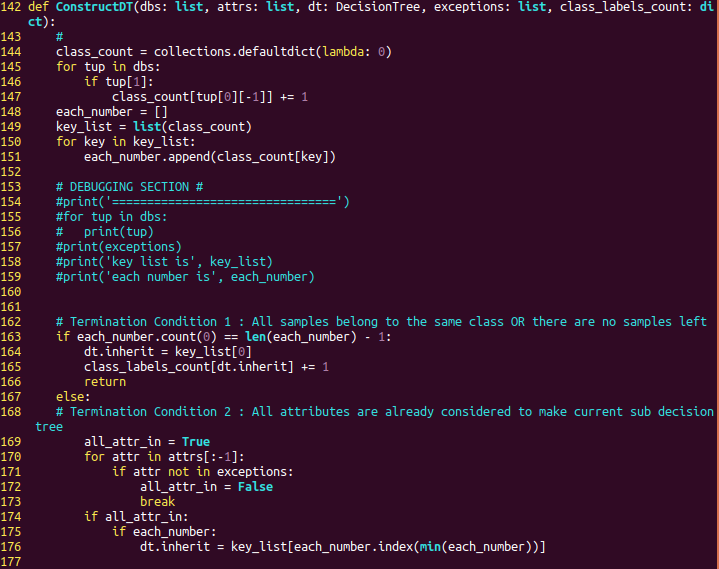 142 def ConstructDT(dbs: list, attrs: list, dt: DecisionTree, exceptions: list, class_labels_count: di
ct):
143     #
144     class_count = collections.defaultdict(lambda: 0)
145     for tup in dbs:
146         if tup[1]:
147             class_count[tup[0][-1]] += 1
148     each_number = []
149     key_list = list(class_count)
150     for key in key_list:
151         each_number.append(class_count[key])
152
153     # DEBUGGING SECTION #
154     #print('================================')
155     #for tup in dbs:
156     #   print(tup)
157     #print(exceptions)
158     #print('key list is', key_list)
159     #print('each number is', each_number)
160
161
162     # Termination Condition 1 : All samples belong to the same class OR there are no samples left
163     if each_number.count(0) == len(each_number) - 1:
164         dt.inherit = key_list[0]
165         class_labels_count[dt.inherit] += 1
166         return
167     else:
168     # Termination Condition 2 : All attributes are already considered to make current sub decision
tree
169         all_attr_in = True
170         for attr in attrs[:-1]:
171             if attr not in exceptions:
172                 all_attr_in = False
173                 break
174         if all_attr_in:
175             if each_number:
176                 dt.inherit = key_list[each_number.index(min(each_number))]
177